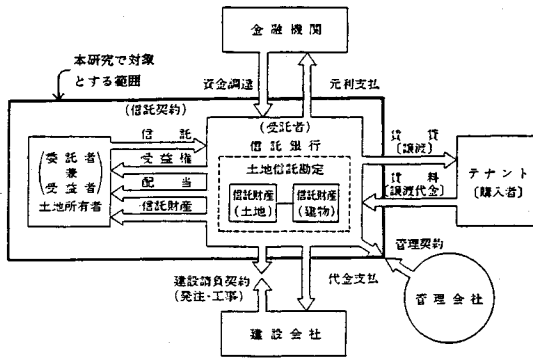 金融機関
本研究で対象
とする範囲
資金調達
元利支払
(信託契約)
(受託者)
信託銀行
土地信託勘定
信託財産
(土地)
信託財産
(建物)
委託者
兼
受益者
土地所有者
信託
受益権
配当
信託財産
賃貸
〔譲渡〕
賃料
〔譲渡代金〕
テナント
〔購入者〕
管理契約
管理会社
建設請負契約
(発注・工事)
代金支払
建設会社